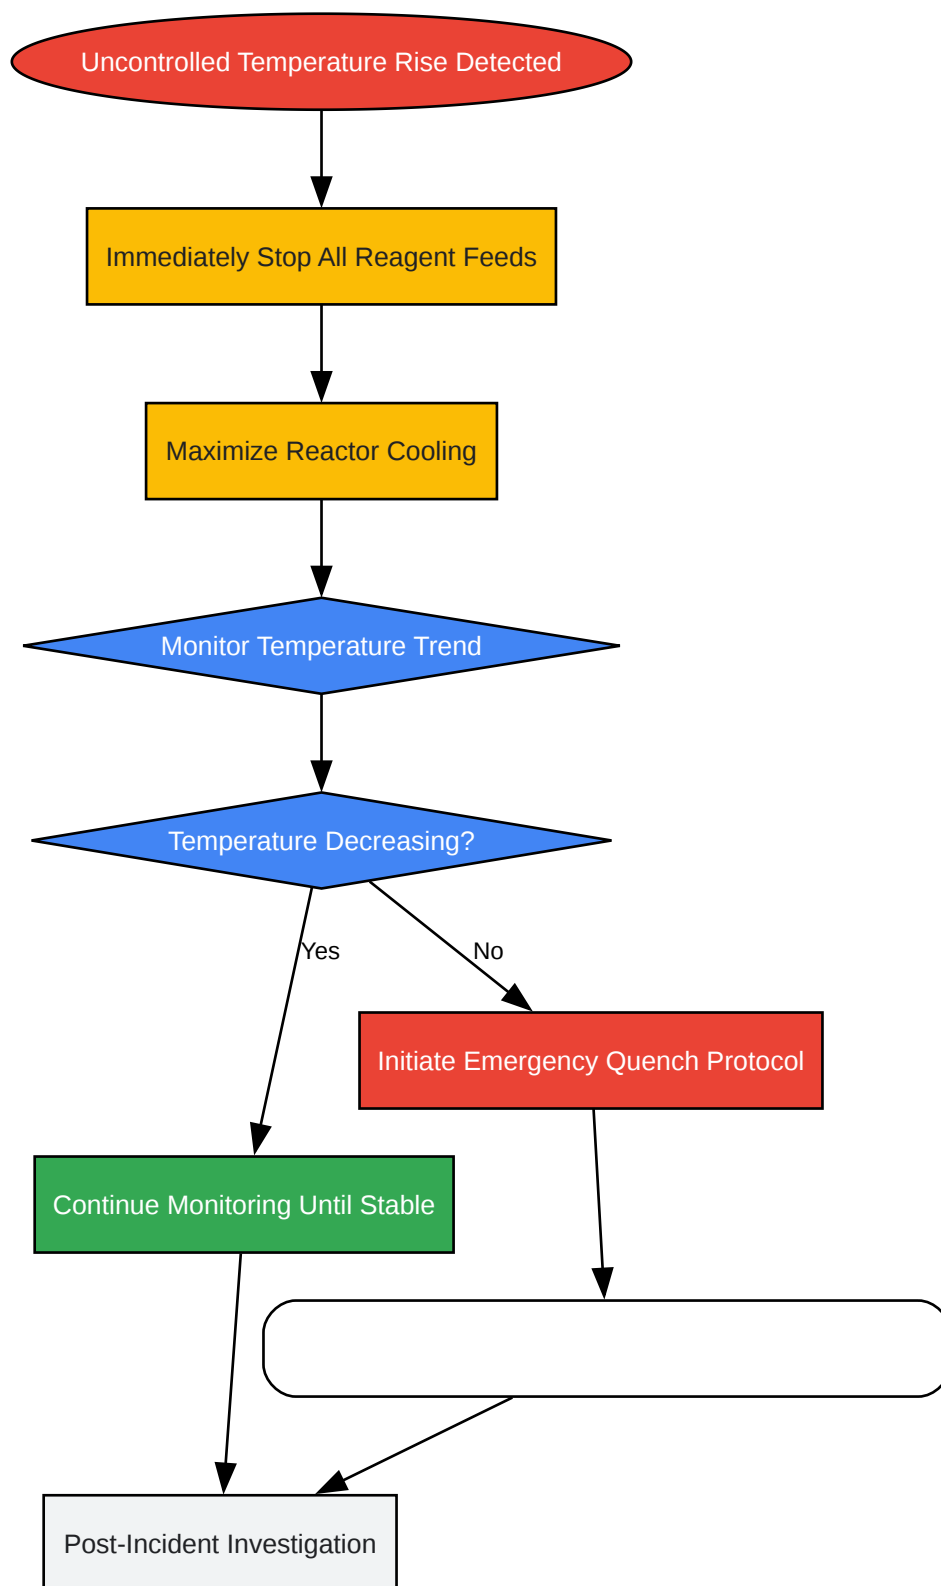 Uncontrolled Temperature Rise Detected
Immediately Stop All Reagent Feeds
Maximize Reactor Cooling
Monitor Temperature Trend
Temperature Decreasing?
Yes
No
Initiate Emergency Quench Protocol
Continue Monitoring Until Stable
Post-Incident Investigation